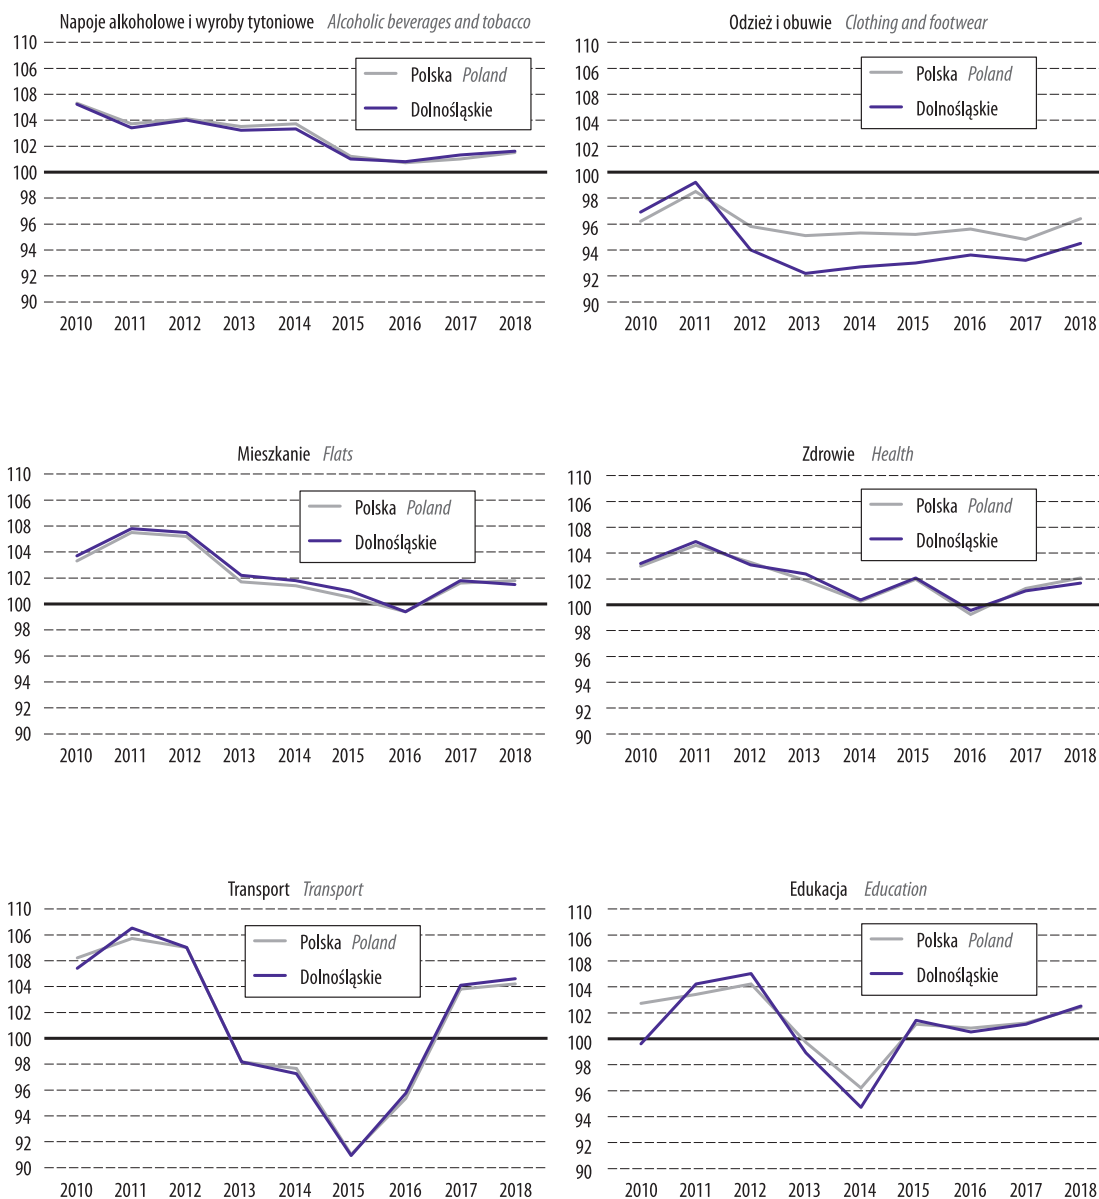 Napoje alkoholowe i wyroby tytoniowe Alcoholic beverages and tobacco
110
106
108
104
102
100
98
96
94
92
90
Polska Poland
Dolnośląskie
2010 2011 2012 2013 2014 2015 2016 2017 2018
Odzież i obuwie Clothing and footwear
110
106
108
104
102
100
98
96
94
92
90
Polska Poland
Dolnośląskie
2010 2011 2012 2013 2014 2015 2016 2017 2018
Mieszkanie Flats
110
106
108
104
102
100
98
96
94
92
90
Polska Poland
Dolnośląskie
2010 2011 2012 2013 2014 2015 2016 2017 2018
Zdrowie Health
110
106
108
104
102
100
98
96
94
92
90
Polska Poland
Dolnośląskie
2010 2011 2012 2013 2014 2015 2016 2017 2018
Transport Transport
110
106
108
104
102
100
98
96
94
92
90
Polska Poland
Dolnośląskie
2010 2011 2012 2013 2014 2015 2016 2017 2018
Edukacja Education
110
106
108
104
102
100
98
96
94
92
90
Polska Poland
Dolnośląskie
2010 2011 2012 2013 2014 2015 2016 2017 2018